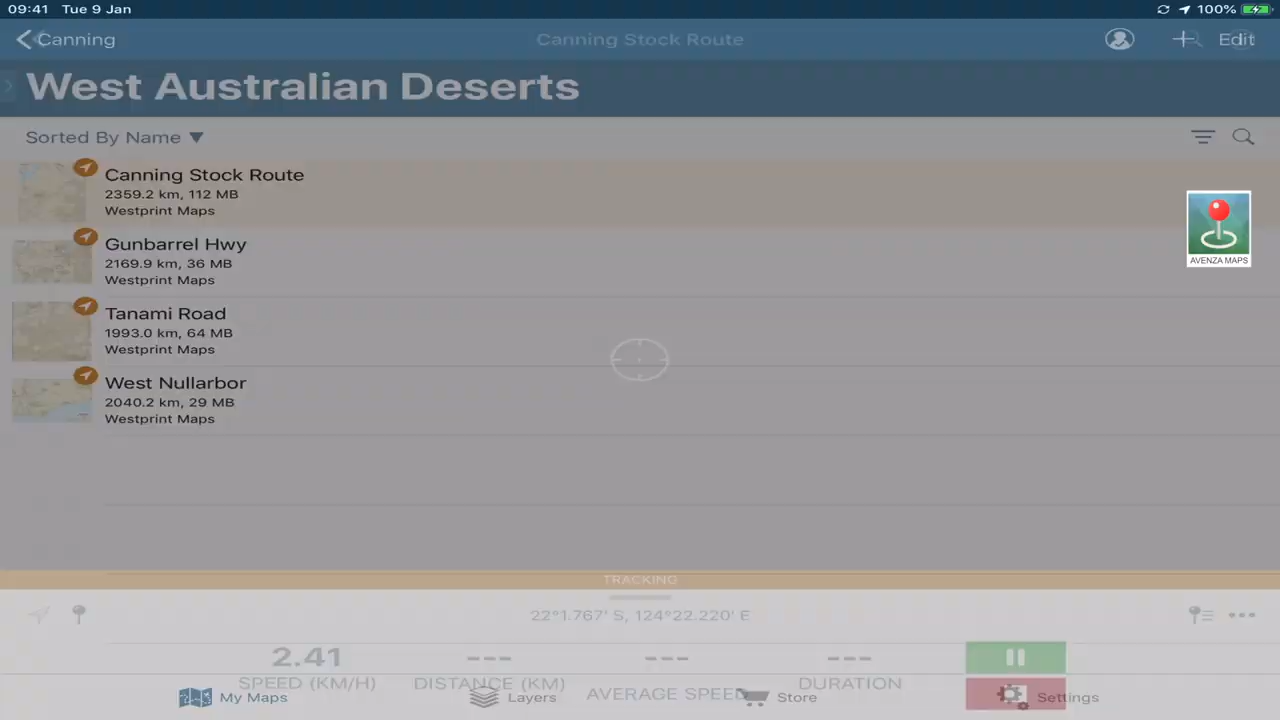 09:41 Tue 9 Jan 100%
Canning Canning Stock Route Edit
West Australian Deserts
Sorted By Name ▼
Canning Stock Route
2359.2 km, 112 MB
Westprint Maps
AVENZA MAPS
Gunbarrel Hwy
2169.9 km, 36 MB
Westprint Maps
Tanami Road
1993.0 km, 64 MB
Westprint Maps
West Nullarbor
2040.2 km, 29 MB
Westprint Maps
TRACKING
22°1.767' S, 124°22.220' E
2.41 --- --- ---
SPEED (KM/H) DISTANCE (KM) AVERAGE SPEED DURATION
My Maps Layers Store Settings